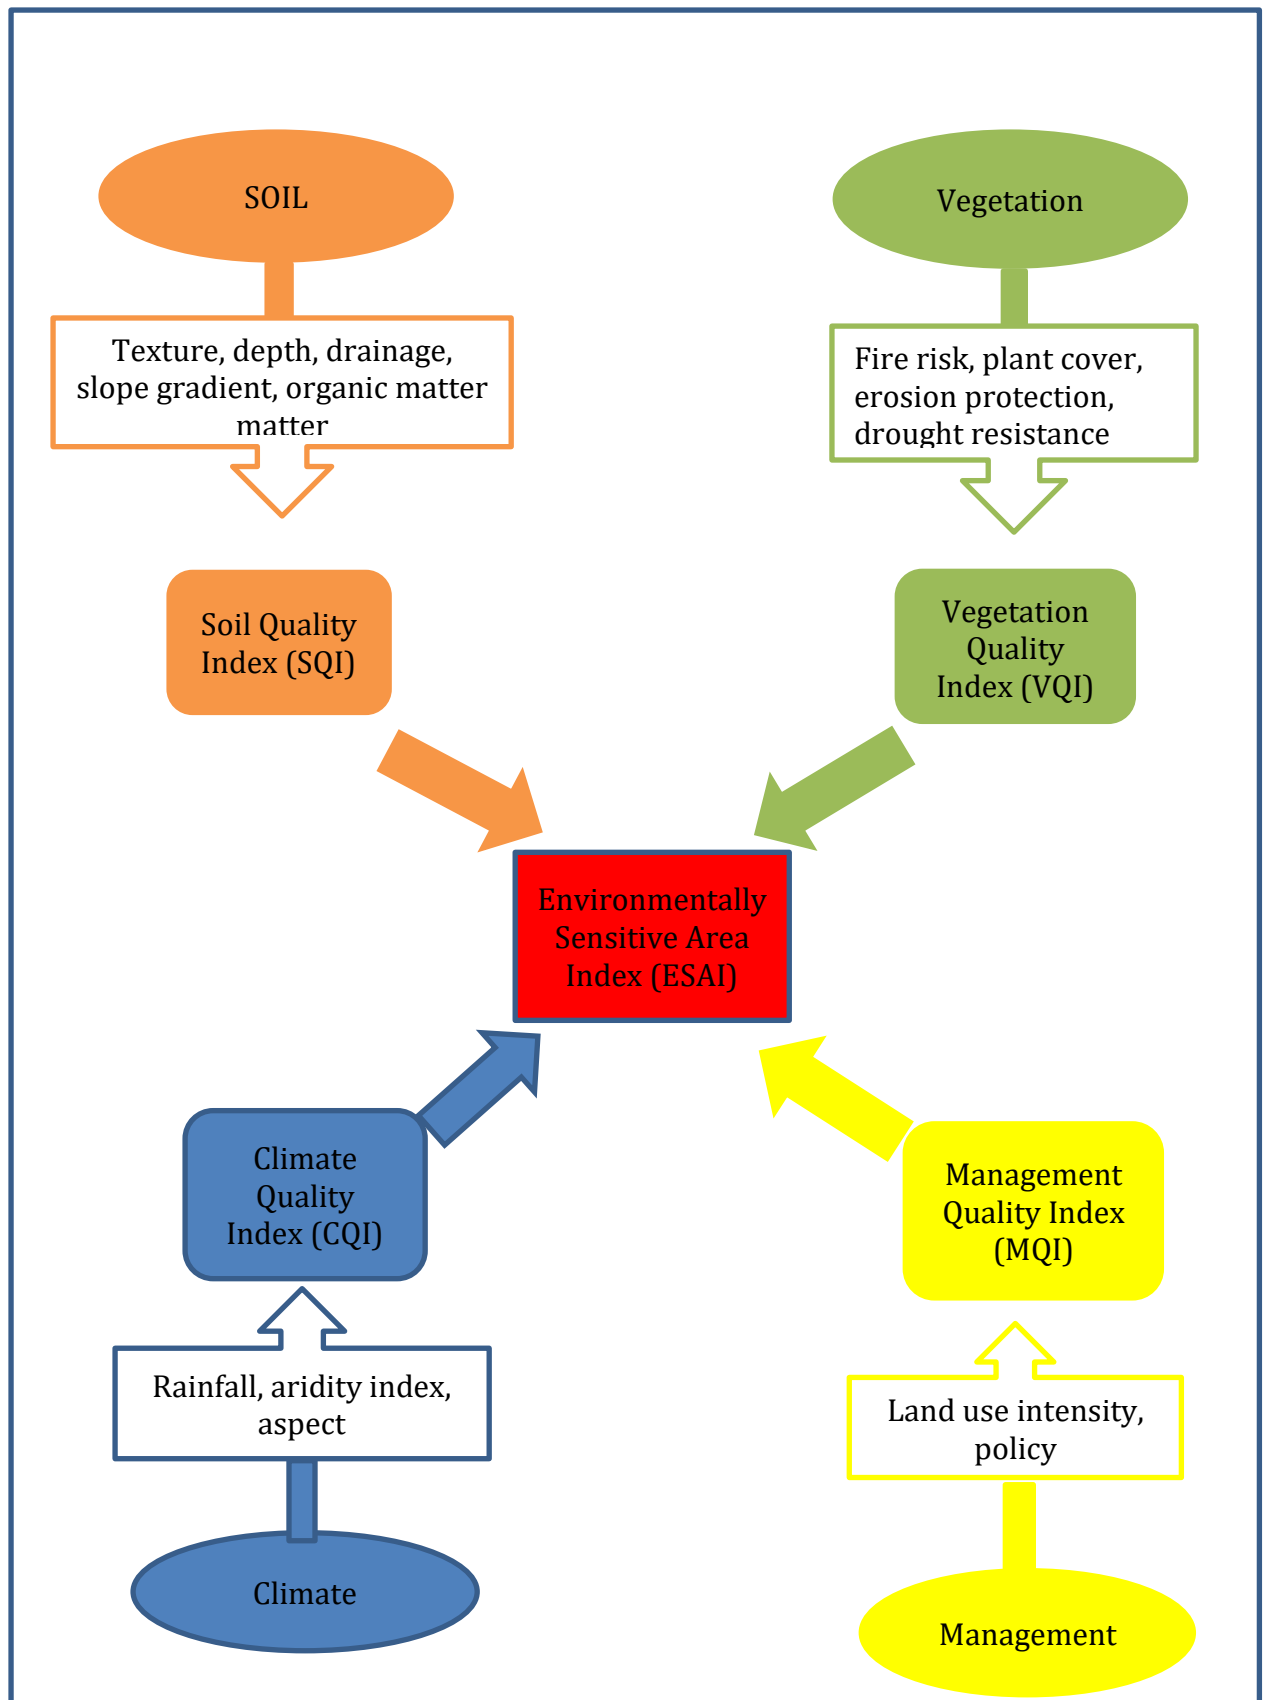 SOIL
Texture, depth, drainage,
slope gradient, organic matter
matter
Soil Quality
Index (SQI)
Vegetation
Fire risk, plant cover,
erosion protection,
drought resistance
Vegetation
Quality
Index (VQI)
Environmentally
Sensitive Area
Index (ESAI)
Climate
Quality
Index (CQI)
Rainfall, aridity index,
aspect
Climate
Management
Quality Index
(MQI)
Land use intensity,
policy
Management